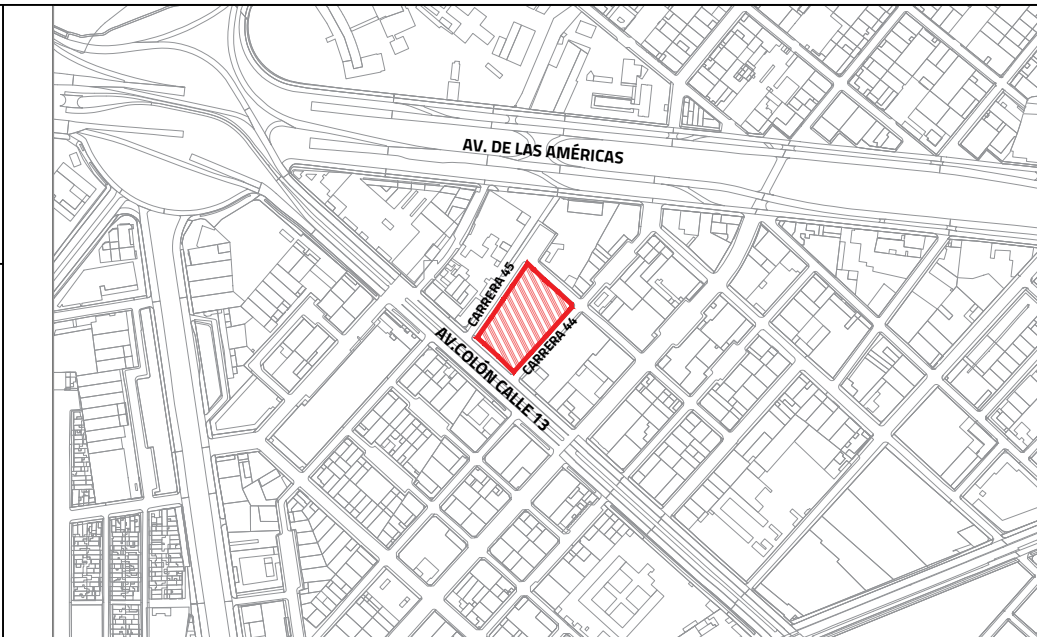 AV. DE LAS AMÉRICAS
CARRERA 45
CARRERA 44
AV.COLÓN CALLE 13